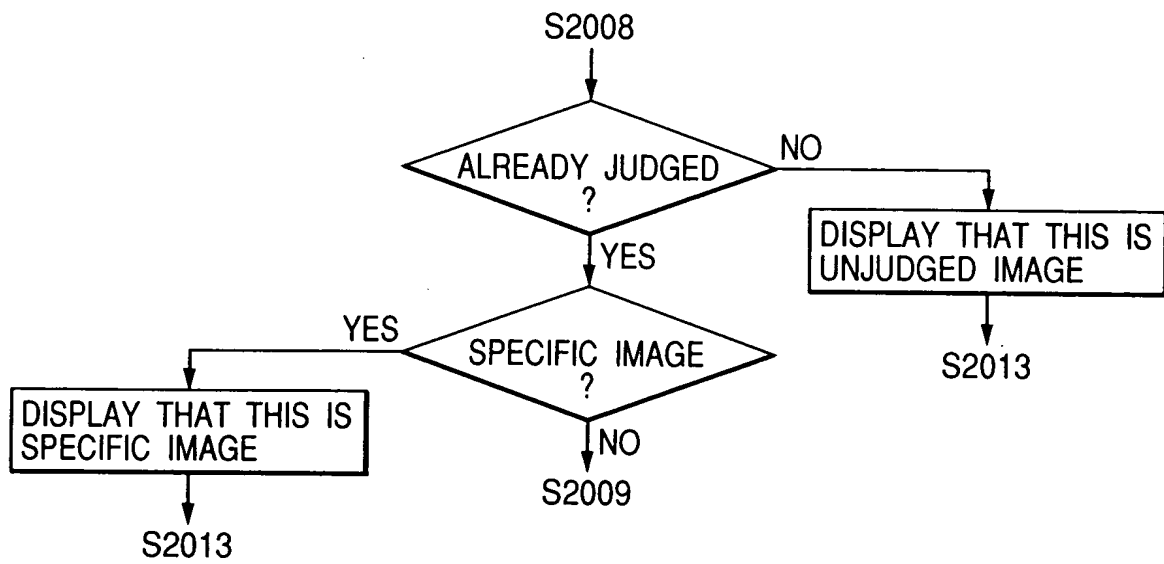 S2008
ALREADY JUDGED
?
NO
DISPLAY THAT THIS IS
UNJUDGED IMAGE
S2013
YES
SPECIFIC IMAGE
?
YES
DISPLAY THAT THIS IS
SPECIFIC IMAGE
S2013
NO
S2009